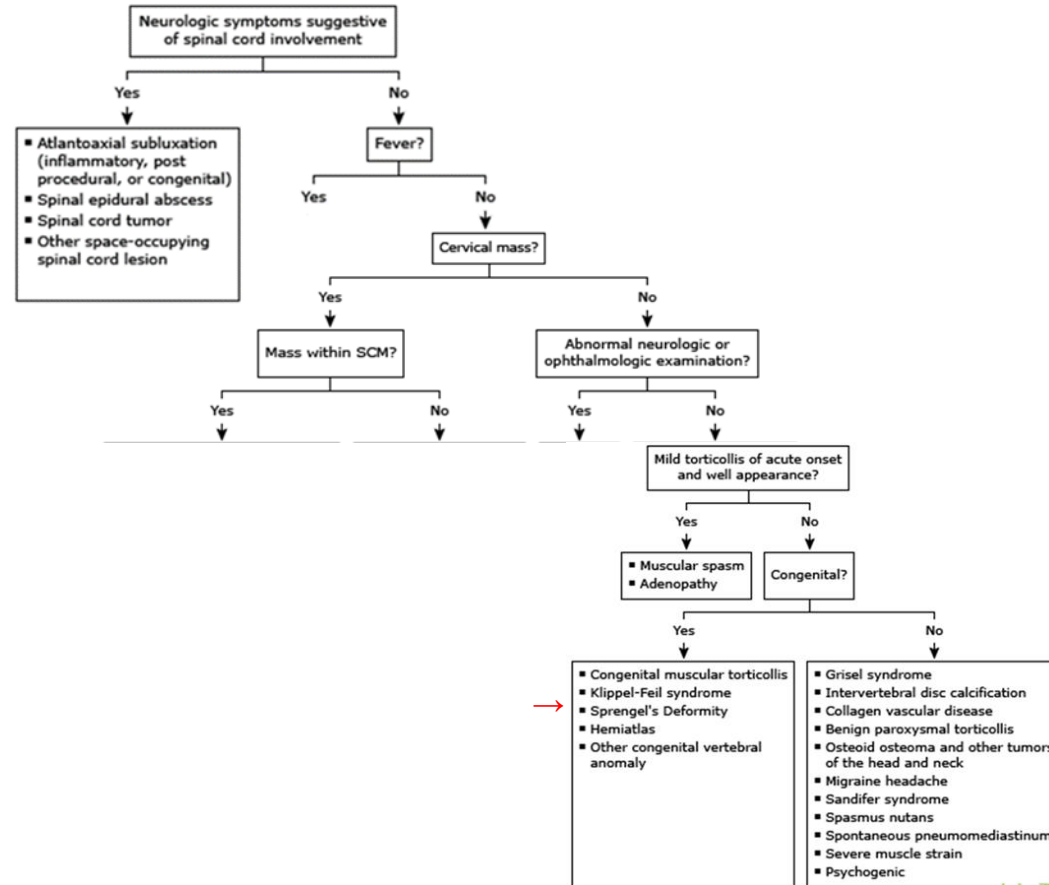 Neurologic symptoms suggestive
of spinal cord involvement
Yes
No
▪ Atlantoaxial subluxation
(inflammatory, post
procedural, or congenital)
▪ Spinal epidural abscess
▪ Spinal cord tumor
▪ Other space-occupying
spinal cord lesion
Fever?
Yes
No
Cervical mass?
Yes
No
Mass within SCM?
Abnormal neurologic or
ophthalmologic examination?
Yes
No
Yes
No
Mild torticollis of acute onset
and well appearance?
Yes
No
▪ Muscular spasm
▪ Adenopathy
Congenital?
Yes
No
▪ Congenital muscular torticollis
▪ Klippel-Feil syndrome
▪ Sprengel's Deformity
▪ Hemiatlas
▪ Other congenital vertebral
anomaly
▪ Grisel syndrome
▪ Intervertebral disc calcification
▪ Collagen vascular disease
▪ Benign paroxysmal torticollis
▪ Osteoid osteoma and other tumors
of the head and neck
▪ Migraine headache
▪ Sandifer syndrome
▪ Spasmus nutans
▪ Spontaneous pneumomediastinum
▪ Severe muscle strain
▪ Psychogenic